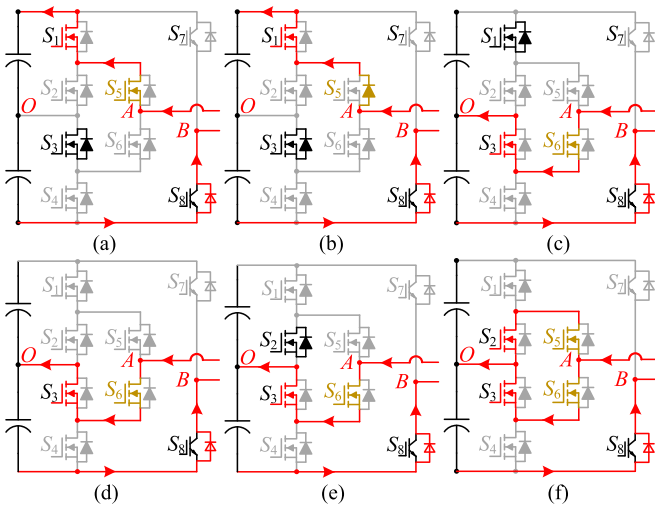 S1 S7 S1 S7 S1 S7
S2 S5 S2 S5 S2 S5
O A O A O A
B B B
S3 S6 S3 S6 S3 S6
S4 S8 S4 S8 S4 S8
(a) (b) (c)
S1 S7 S1 S7 S1 S7
S2 S5 S2 S5 S2 S5
O A O A O A
B B B
S3 S6 S3 S6 S3 S6
S4 S8 S4 S8 S4 S8
(d) (e) (f)